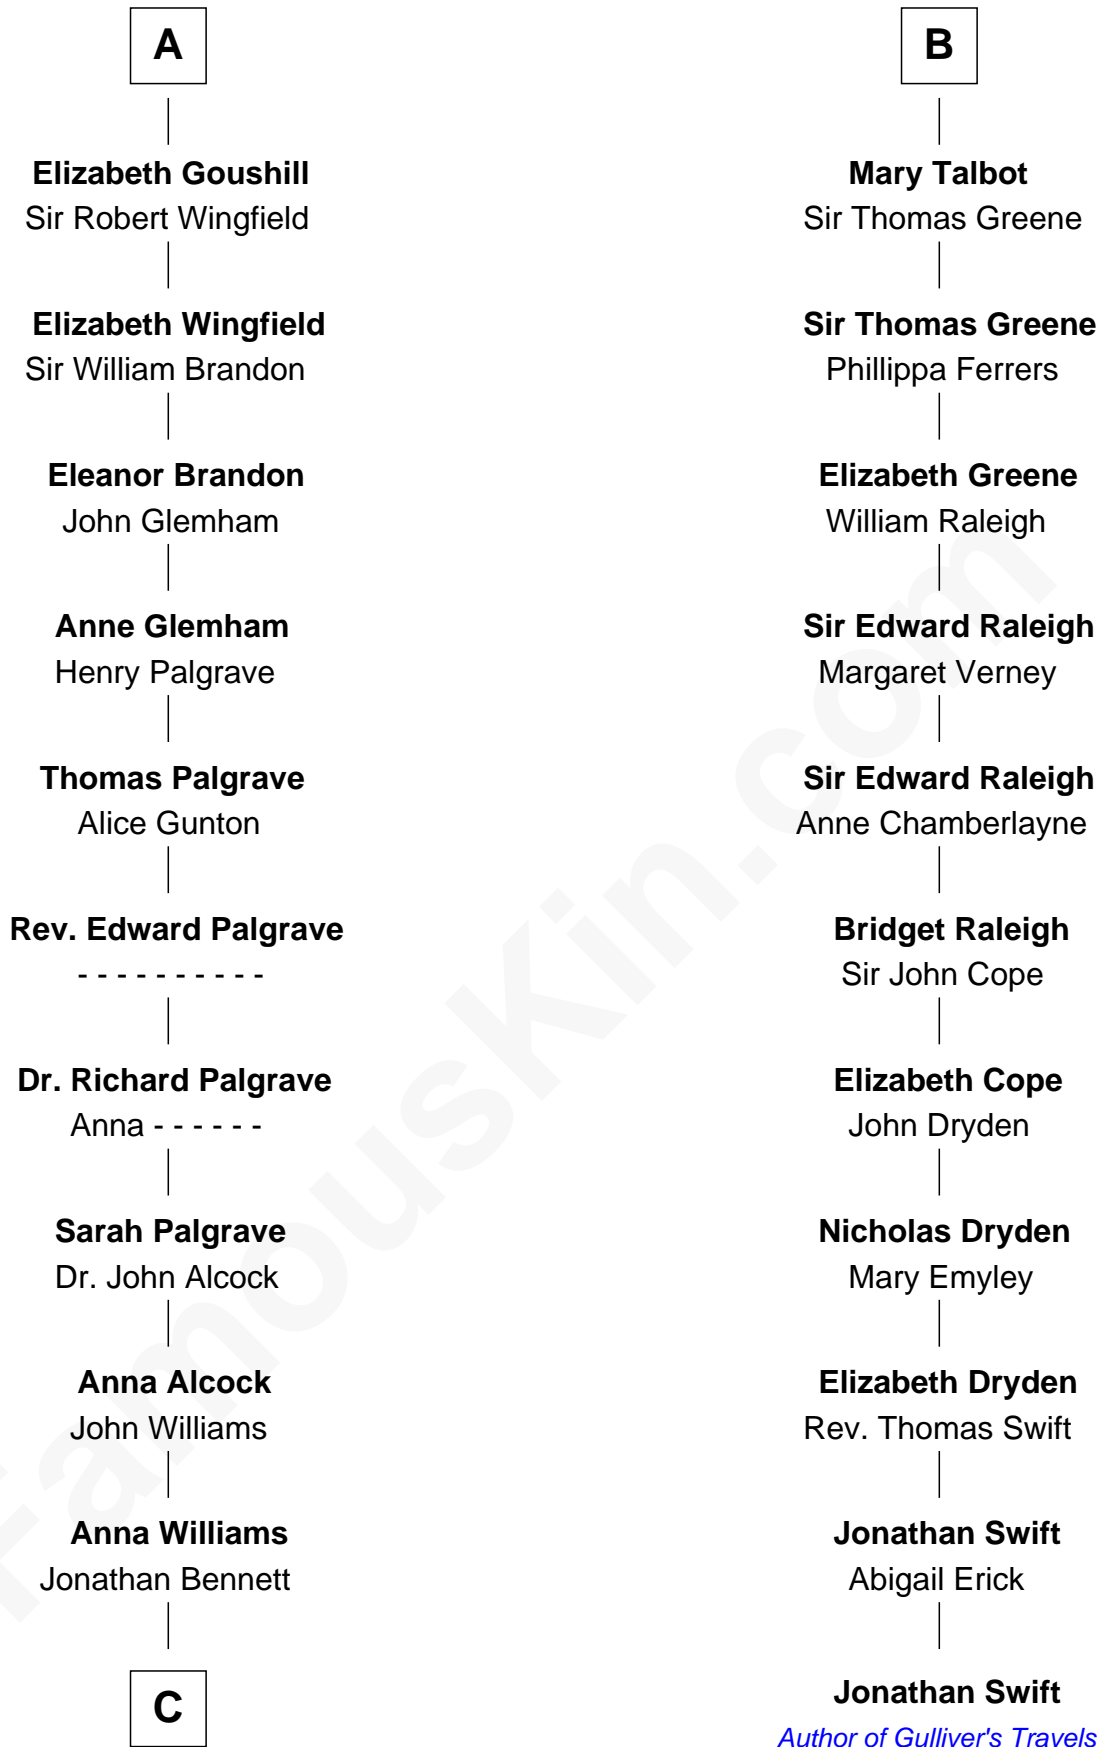 A
Elizabeth Goushill
Sir Robert Wingfield
Elizabeth Wingfield
Sir William Brandon
Eleanor Brandon
John Glemham
Anne Glemham
Henry Palgrave
Thomas Palgrave
Alice Gunton
Rev. Edward Palgrave
- - - - - - - - - -
Dr. Richard Palgrave
Anna - - - - - -
Sarah Palgrave
Dr. John Alcock
Anna Alcock
John Williams
Anna Williams
Jonathan Bennett
C
B
Mary Talbot
Sir Thomas Greene
Sir Thomas Greene
Phillippa Ferrers
Elizabeth Greene
William Raleigh
Sir Edward Raleigh
Margaret Verney
Sir Edward Raleigh
Anne Chamberlayne
Bridget Raleigh
Sir John Cope
Elizabeth Cope
John Dryden
Nicholas Dryden
Mary Emyley
Elizabeth Dryden
Rev. Thomas Swift
Jonathan Swift
Abigail Erick
Jonathan Swift
Author of Gulliver's Travels
FamousKin.com